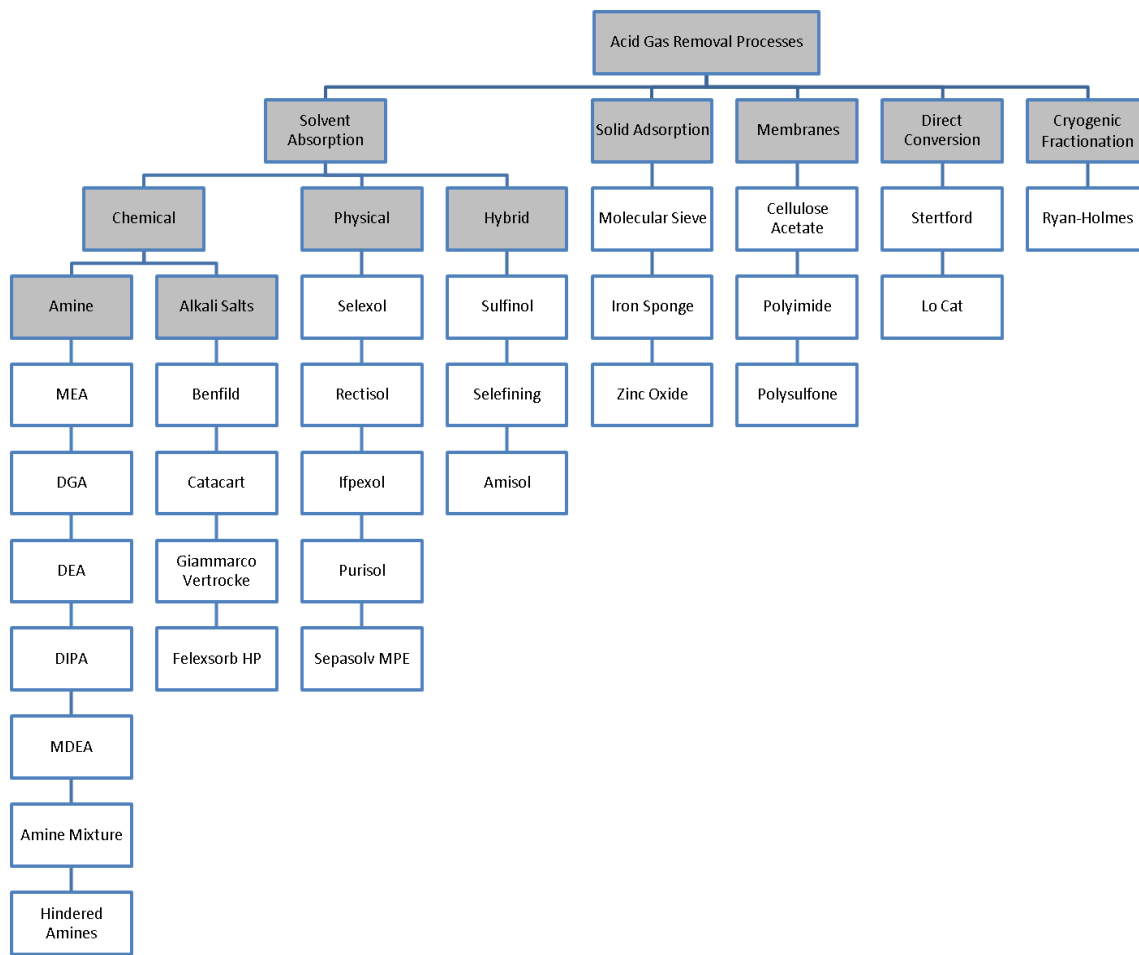 Acid Gas Removal Processes
Solvent
Absorption
Solid Adsorption
Membranes
Direct
Conversion
Cryogenic
Fractionation
Chemical
Physical
Hybrid
Molecular Sieve
Cellulose
Acetate
Stertford
Ryan-Holmes
Amine
Alkali Salts
Selexol
Sulfinol
Iron Sponge
Polyimide
Lo Cat
MEA
Benfild
Rectisol
Selefining
Zinc Oxide
Polysulfone
DGA
Catacart
Ifpexol
Amisol
DEA
Giammarco
Vertrocke
Purisol
DIPA
Felexsorb HP
Sepasolv MPE
MDEA
Amine Mixture
Hindered
Amines